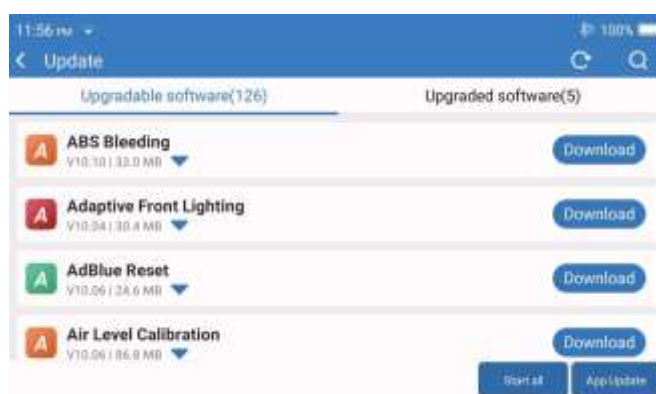 11:56 PM 100%
Update
Upgradable software(126) Upgraded software(5)
ABS Bleeding
V10.10 | 32.0 MB
Download
Adaptive Front Lighting
V10.04 | 30.4 MB
Download
AdBlue Reset
V10.06 | 24.6 MB
Download
Air Level Calibration
V10.06 | 86.8 MB
Download
Start all App Update